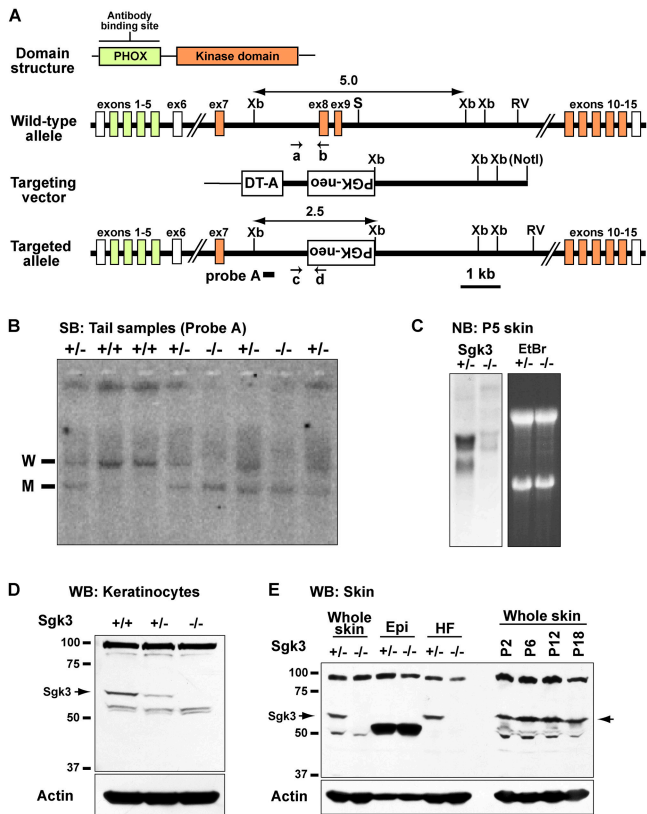 A
Antibody
binding site
Domain
structure
PHOX
Kinase domain
5.0
exons 1-5 ex6 ex7 Xb ex8 ex9 S Xb Xb RV exons 10-15
Wild-type
allele
a b
Xb Xb Xb (NotI)
Targeting
vector
DT-A
PGK-neo
2.5
exons 1-5 ex6 ex7 Xb Xb Xb Xb RV exons 10-15
Targeted
allele
PGK-neo
probe A c d 1 kb
B SB: Tail samples (Probe A)
+/- +/+ +/+ +/- -/- +/- -/- +/-
W
M
C NB: P5 skin
Sgk3 EtBr
+/- -/- +/- -/-
D WB: Keratinocytes
Sgk3 +/+ +/- -/-
100
75
Sgk3
50
37
Actin
E WB: Skin
Whole
skin Epi HF Whole skin
Sgk3 +/- -/- +/- -/- +/- -/- P2 P6 P12 P18
100
75
Sgk3
50
37
Actin